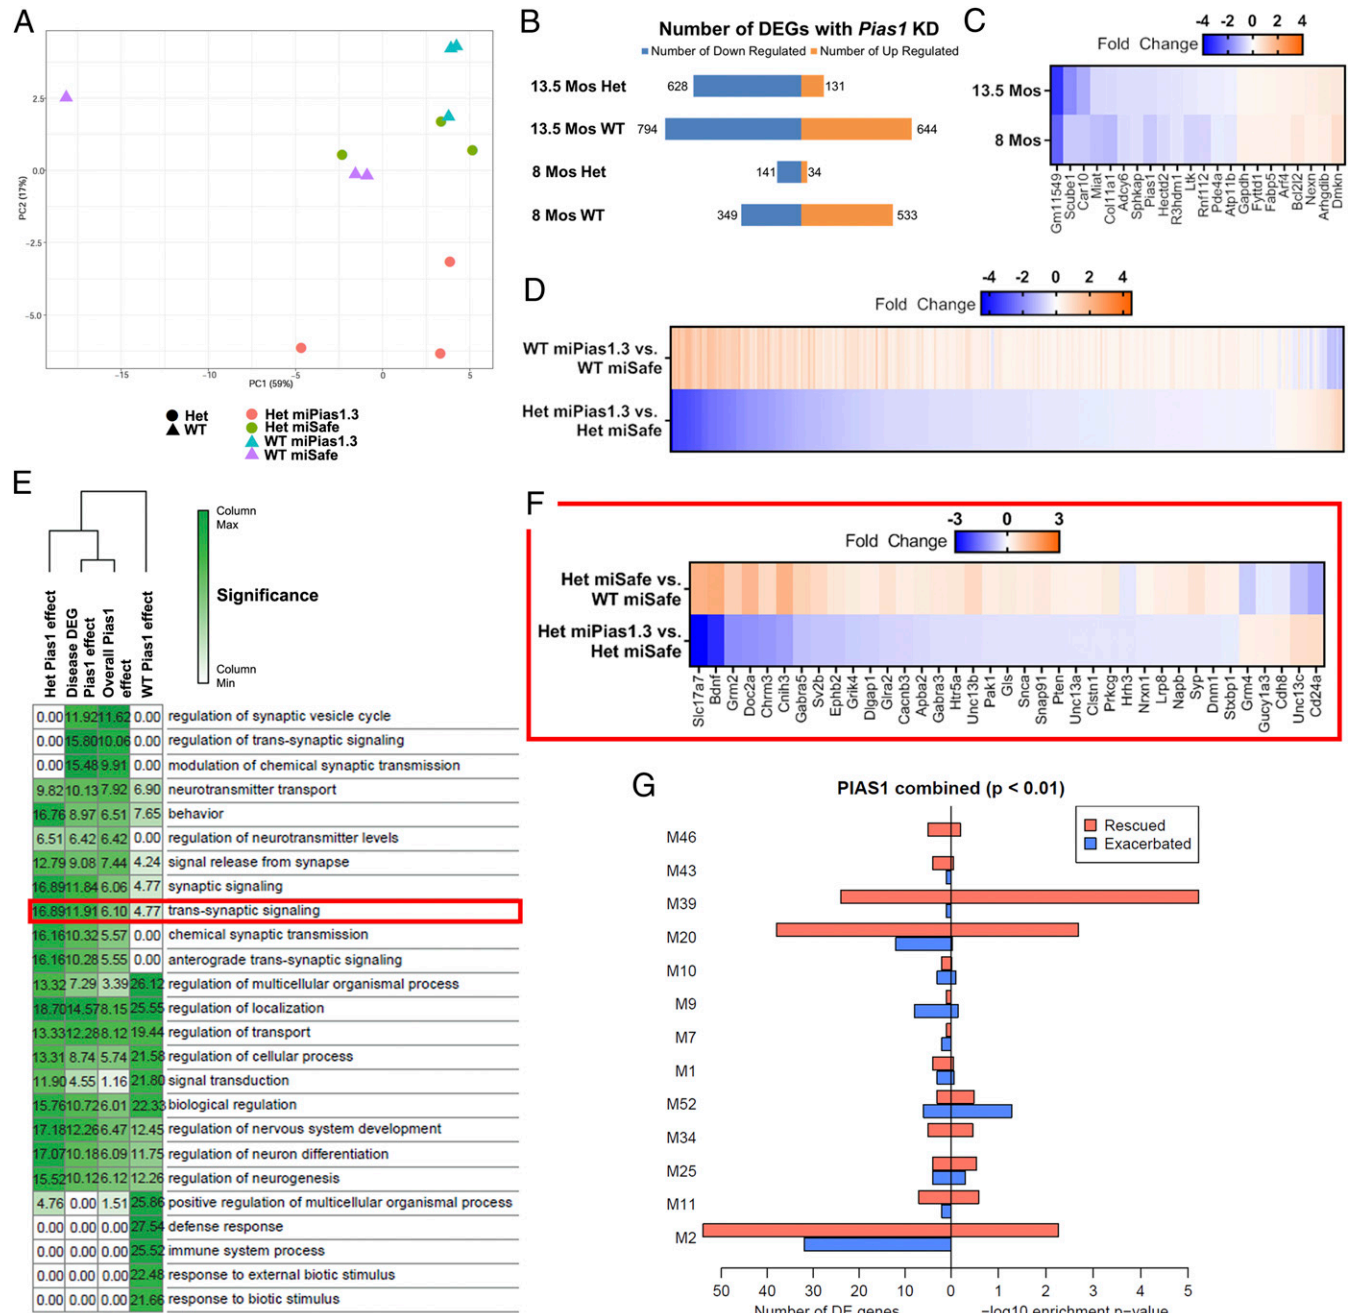 A
2.5
0.0
-2.5
-5.0
PC2 (17%)
-15
-10
-5
0
5
PC1 (59%)
Het
WT
Het miPias1.3
Het miSafe
WT miPias1.3
WT miSafe
B
Number of DEGs with Pias1 KD
Number of Down Regulated Number of Up Regulated
13.5 Mos Het 628 131
13.5 Mos WT 794 644
8 Mos Het 141 34
8 Mos WT 349 533
C
-4 -2 0 2 4
Fold Change
13.5 Mos
8 Mos
Gm11549
Scube1
Car10
Miat
Col11a1
Adcy6
Sphkap
Pias1
Hectd2
R3hdm1
Ltk
Rnf112
Pde4a
Atp11b
Gapdh
Fyttd1
Fabp5
Arf4
Bcl2l2
Nexn
Arhgdib
Dmkn
D
-4 -2 0 2 4
Fold Change
WT miPias1.3 vs.
WT miSafe
Het miPias1.3 vs.
Het miSafe
E
Column
Max
Significance
Column
Min
Het Pias1 effect
Disease DEG
Pias1 effect
Overall Pias1
effect
WT Pias1 effect
0.00 11.92 11.62 0.00 regulation of synaptic vesicle cycle
0.00 15.80 10.06 0.00 regulation of trans-synaptic signaling
0.00 15.48 9.91 0.00 modulation of chemical synaptic transmission
9.82 10.13 7.92 6.90 neurotransmitter transport
16.76 8.97 6.51 7.65 behavior
6.51 6.42 6.42 0.00 regulation of neurotransmitter levels
12.79 9.08 7.44 4.24 signal release from synapse
16.89 11.84 6.06 4.77 synaptic signaling
16.89 11.91 6.10 4.77 trans-synaptic signaling
16.16 10.32 5.57 0.00 chemical synaptic transmission
16.16 10.28 5.55 0.00 anterograde trans-synaptic signaling
13.32 7.29 3.39 26.12 regulation of multicellular organismal process
18.70 14.57 8.15 25.55 regulation of localization
13.33 12.28 8.12 19.44 regulation of transport
13.31 8.74 5.74 21.58 regulation of cellular process
11.90 4.55 1.16 21.80 signal transduction
15.76 10.72 6.01 22.33 biological regulation
17.18 12.26 6.47 12.45 regulation of nervous system development
17.07 10.18 6.09 11.75 regulation of neuron differentiation
15.52 10.12 6.12 12.26 regulation of neurogenesis
4.76 0.00 1.51 25.86 positive regulation of multicellular organismal process
0.00 0.00 0.00 27.54 defense response
0.00 0.00 0.00 25.52 immune system process
0.00 0.00 0.00 22.48 response to external biotic stimulus
0.00 0.00 0.00 21.66 response to biotic stimulus
F
-3 0 3
Fold Change
Het miSafe vs.
WT miSafe
Het miPias1.3 vs.
Het miSafe
Slc17a7
Bdnf
Grm2
Doc2a
Chrm3
Cnih3
Gabra5
Sv2b
Ephb2
Grik4
Dlgap1
Glra2
Cacnb3
Apba2
Gabra3
Htr5a
Unc13b
Pak1
Gls
Snca
Snap91
Pten
Unc13a
Clstn1
Prkcg
Hrh3
Nrxn1
Lrp8
Napb
Syp
Dnm1
Stxbp1
Grm4
Gucy1a3
Cdh8
Unc13c
Cd24a
G
PIAS1 combined (p < 0.01)
Rescued
Exacerbated
M46
M43
M39
M20
M10
M9
M7
M1
M52
M34
M25
M11
M2
50 40 30 20 10 0 1 2 3 4 5
Number of DE genes −log10 enrichment p−value